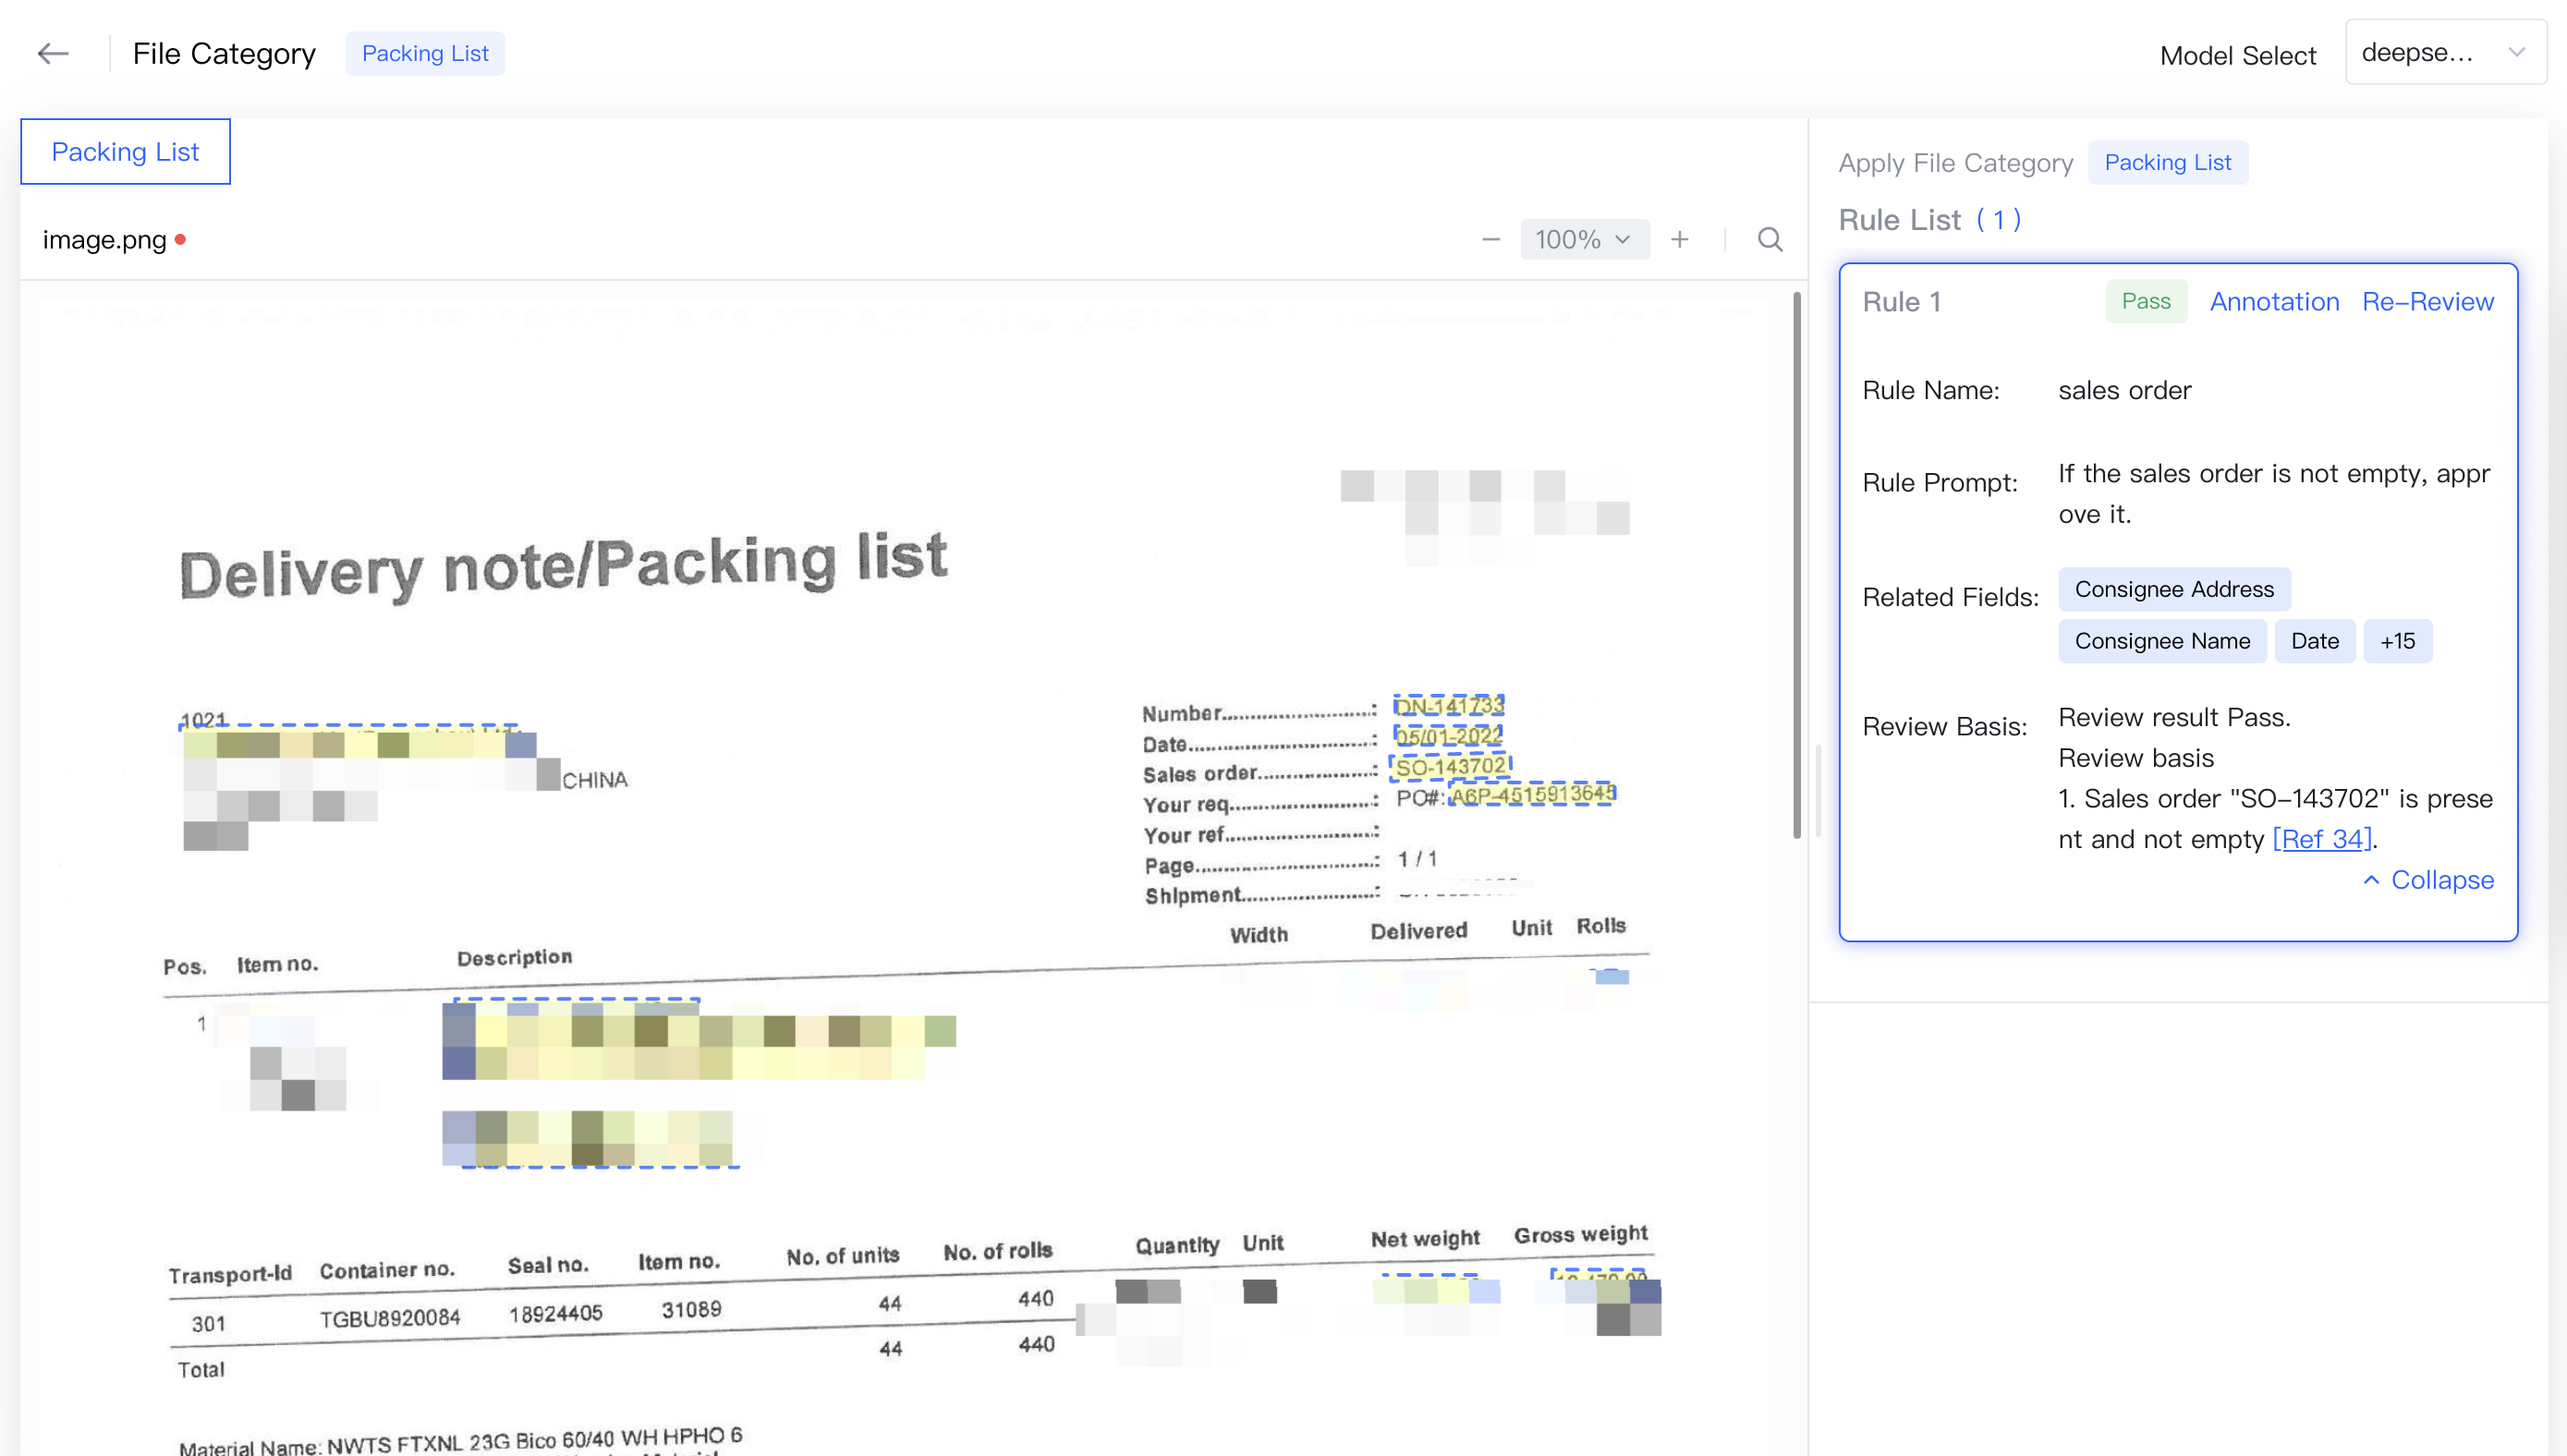 File Category Packing List Model Select deepse...
Packing List
image.png 100%
Delivery note/Packing list
1021
CHINA
Number : DN-141733
Date : 05/01-2022
Sales order : SO-143702
Your req : PO#: A6P-4515913645
Your ref :
Page : 1 / 1
Shipment :
Width Delivered Unit Rolls
Pos. Item no. Description
1
Transport-Id Container no. Seal no. Item no. No. of units No. of rolls Quantity Unit Net weight Gross weight
301 TGBU8920084 18924405 31089 44 440
Total 44 440
Material Name: NWTS FTXNL 23G Bico 60/40 WH HPHO 6
Apply File Category Packing List
Rule List ( 1 )
Rule 1 Pass Annotation Re-Review
Rule Name: sales order
Rule Prompt: If the sales order is not empty, appr
ove it.
Related Fields: Consignee Address
Consignee Name Date +15
Review Basis: Review result Pass.
Review basis
1. Sales order "SO-143702" is prese
nt and not empty [Ref 34].
Collapse